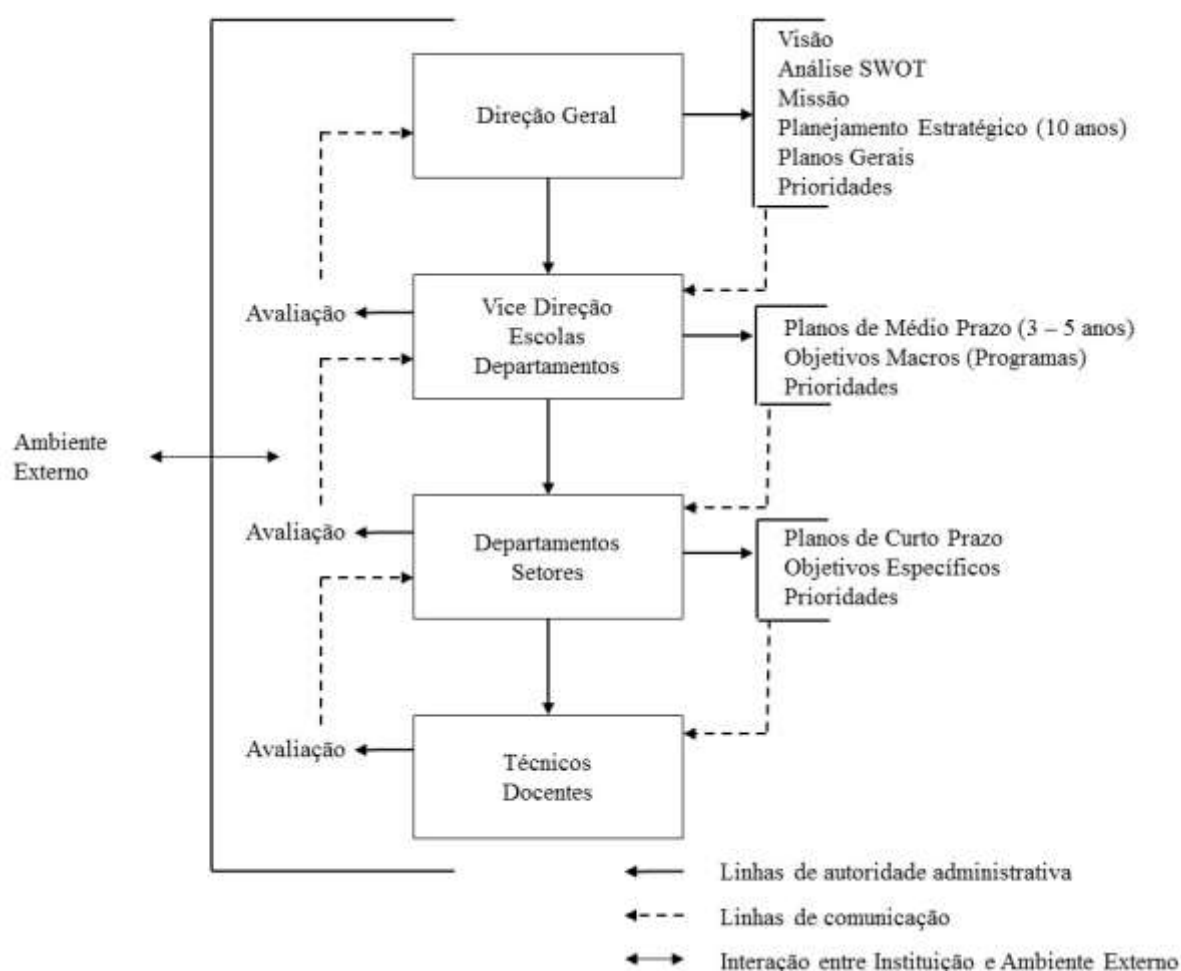 Direção Geral
Visão
Análise SWOT
Missão
Planejamento Estratégico (10 anos)
Planos Gerais
Prioridades
Avaliação
Vice Direção
Escolas
Departamentos
Planos de Médio Prazo (3 – 5 anos)
Objetivos Macros (Programas)
Prioridades
Ambiente
Externo
Avaliação
Departamentos
Setores
Planos de Curto Prazo
Objetivos Específicos
Prioridades
Avaliação
Técnicos
Docentes
Linhas de autoridade administrativa
Linhas de comunicação
Interação entre Instituição e Ambiente Externo